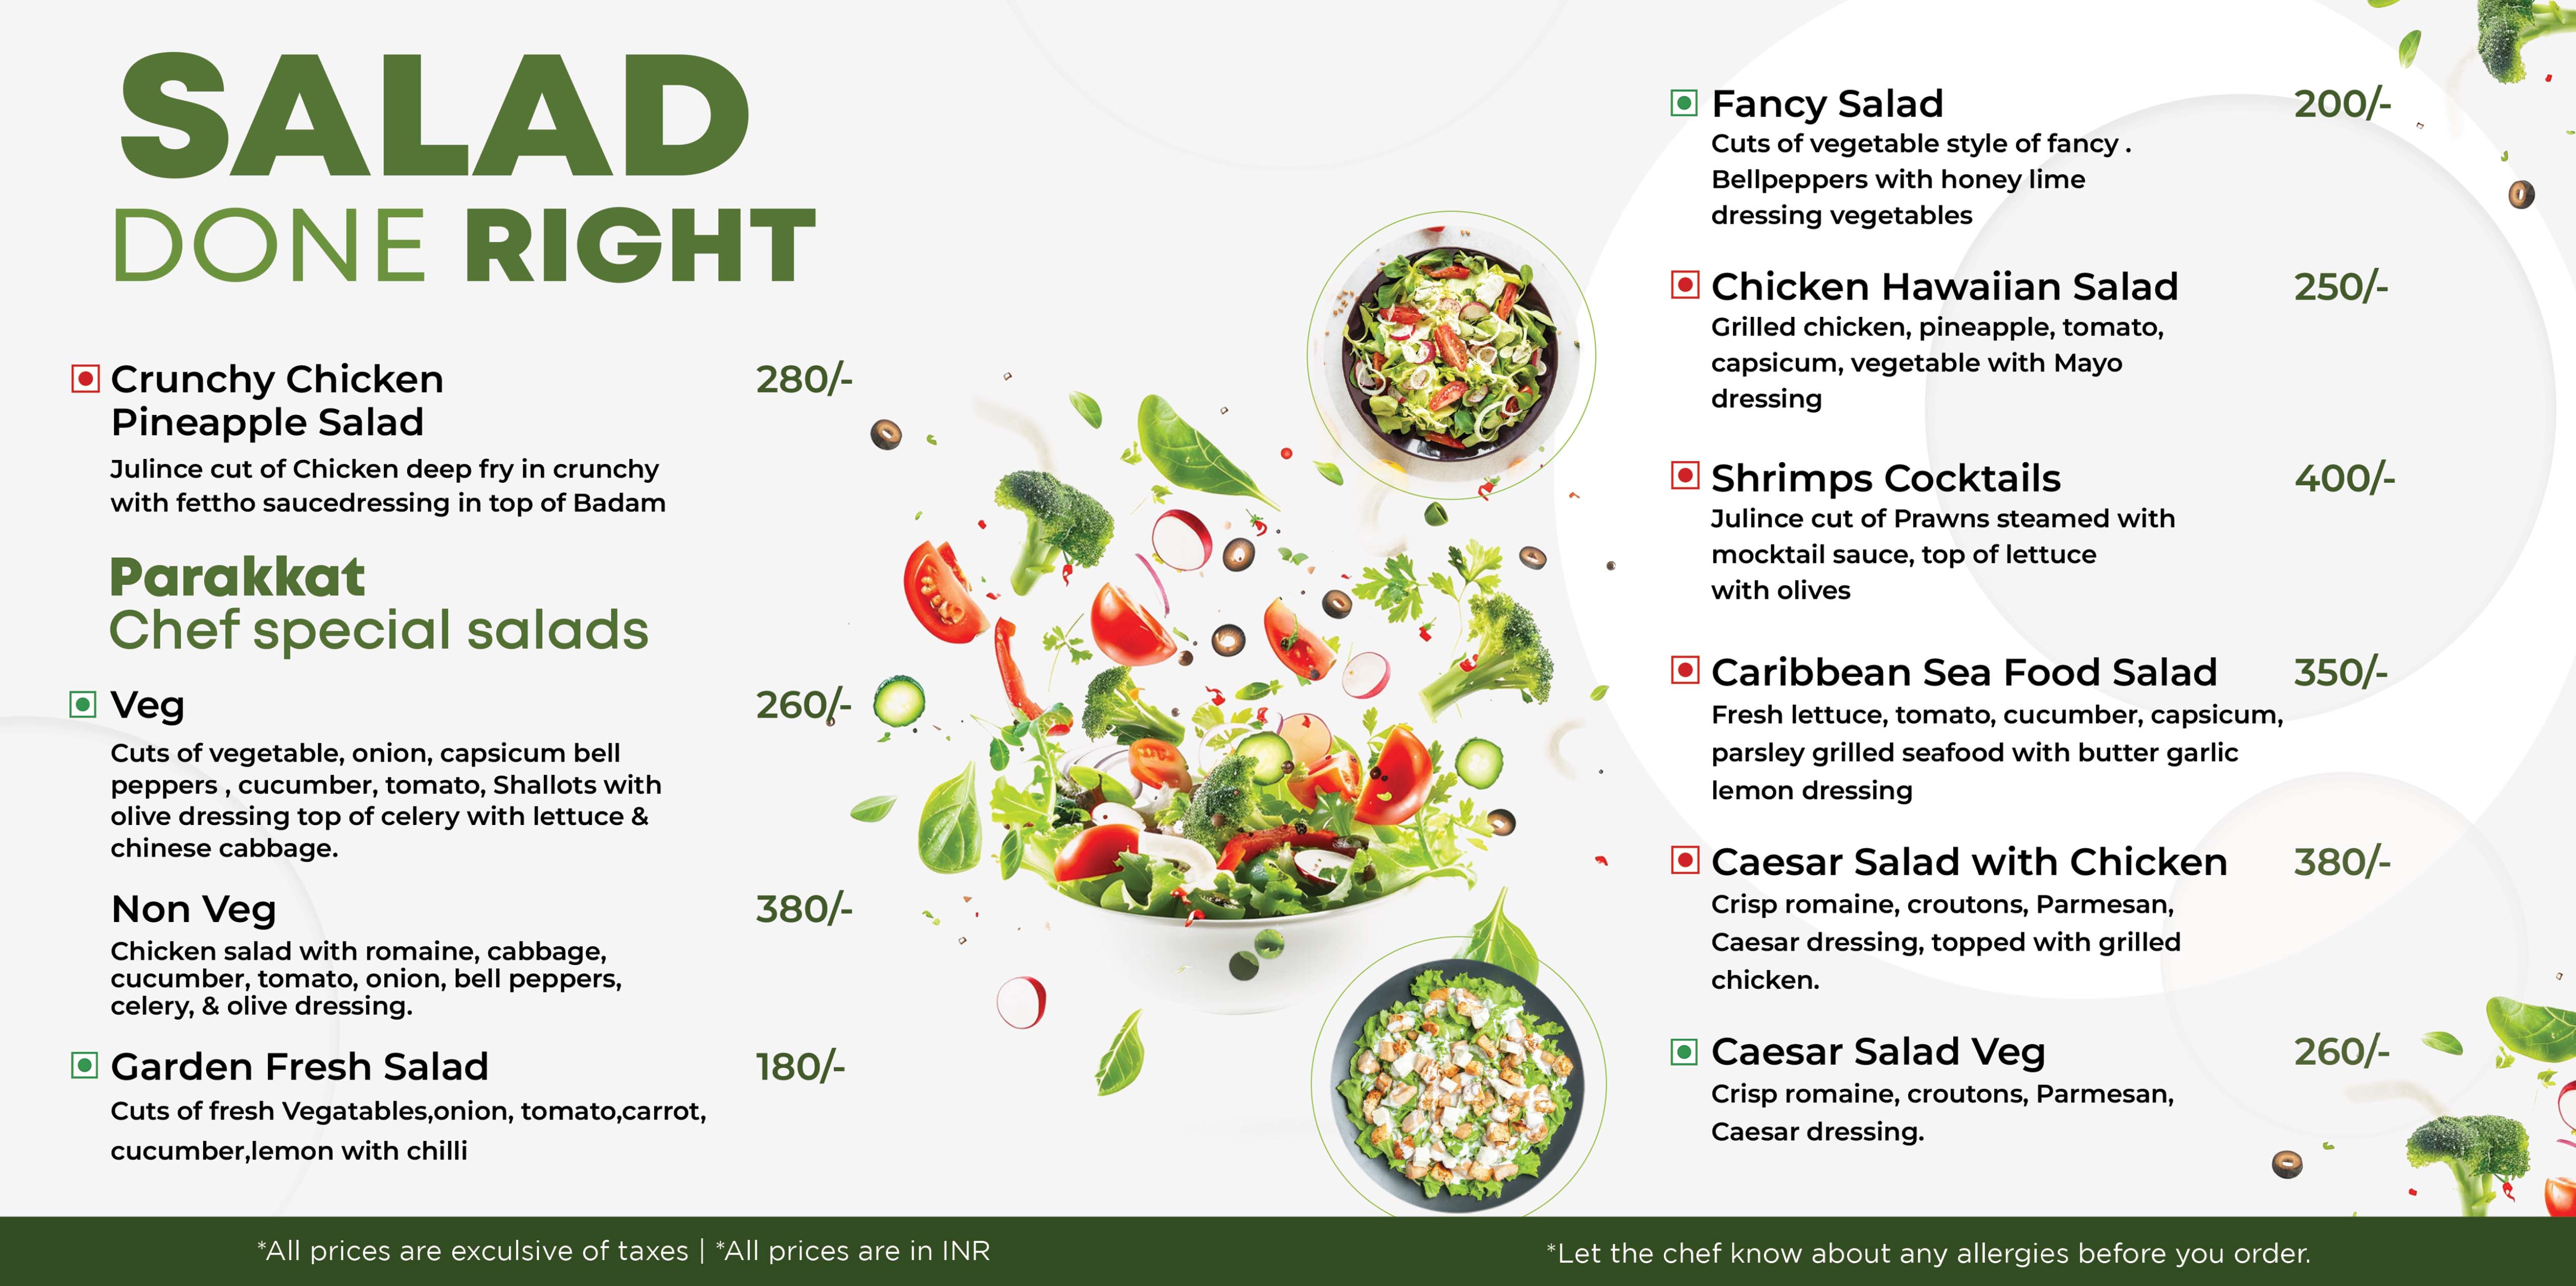 SALAD
DONE RIGHT
Crunchy Chicken 280/-
Pineapple Salad
Julince cut of Chicken deep fry in crunchy
with fettho saucedressing in top of Badam
Parakkat
Chef special salads
Veg 260/-
Cuts of vegetable, onion, capsicum bell
peppers , cucumber, tomato, Shallots with
olive dressing top of celery with lettuce &
chinese cabbage.
Non Veg 380/-
Chicken salad with romaine, cabbage,
cucumber, tomato, onion, bell peppers,
celery, & olive dressing.
Garden Fresh Salad 180/-
Cuts of fresh Vegatables,onion, tomato,carrot,
cucumber,lemon with chilli
Fancy Salad 200/-
Cuts of vegetable style of fancy .
Bellpeppers with honey lime
dressing vegetables
Chicken Hawaiian Salad 250/-
Grilled chicken, pineapple, tomato,
capsicum, vegetable with Mayo
dressing
Shrimps Cocktails 400/-
Julince cut of Prawns steamed with
mocktail sauce, top of lettuce
with olives
Caribbean Sea Food Salad 350/-
Fresh lettuce, tomato, cucumber, capsicum,
parsley grilled seafood with butter garlic
lemon dressing
Caesar Salad with Chicken 380/-
Crisp romaine, croutons, Parmesan,
Caesar dressing, topped with grilled
chicken.
Caesar Salad Veg 260/-
Crisp romaine, croutons, Parmesan,
Caesar dressing.
*All prices are exculsive of taxes | *All prices are in INR
*Let the chef know about any allergies before you order.